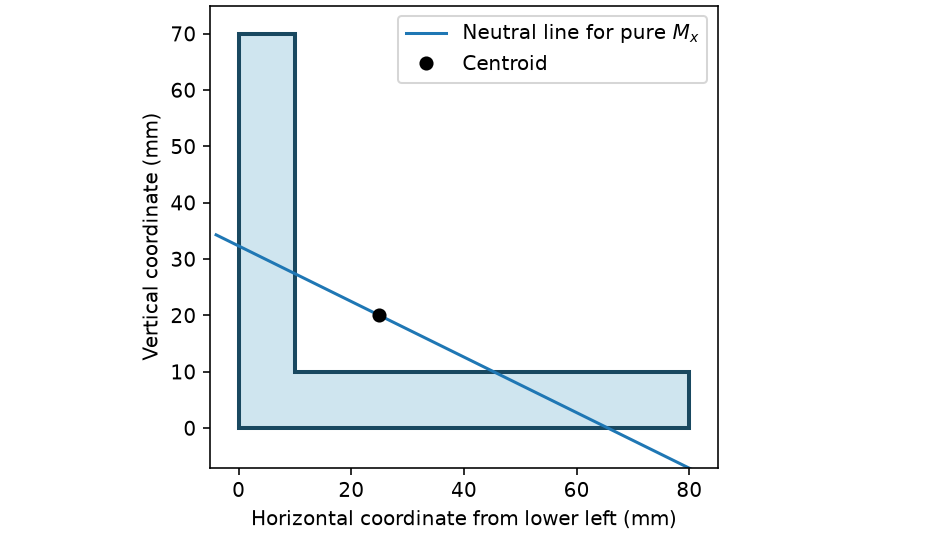 Neutral line for pure Mₓ
Centroid
Vertical coordinate (mm)
70
60
50
40
30
20
10
0
0 20 40 60 80
Horizontal coordinate from lower left (mm)